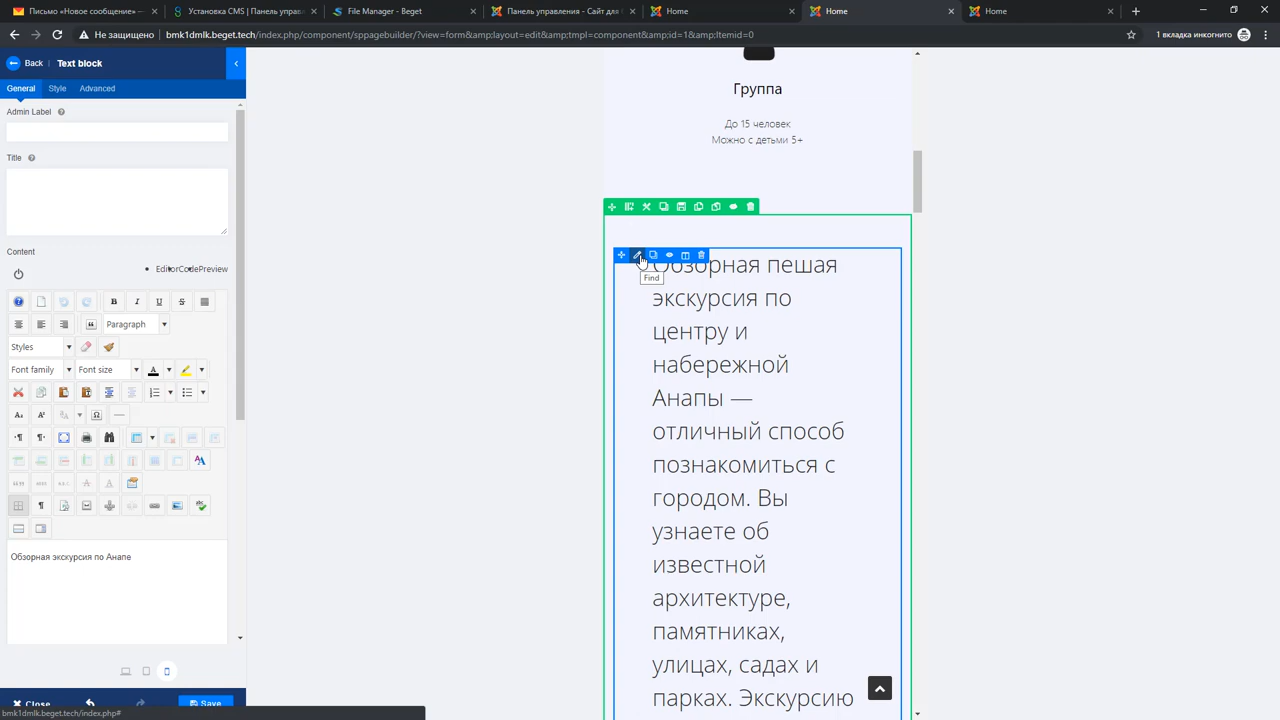 Письмо «Новое сообщение» —
Установка CMS | Панель управ
File Manager - Beget
Панель управления - Сайт для
Home
Home
Home
Не защищено
bmk1dmlk.beget.tech/index.php/component/sppagebuilder/?view=form&amp;layout=edit&amp;tmpl=component&amp;id=1&amp;Itemid=0
1 вкладка инкогнито
Back
Text block
General
Style
Advanced
Admin Label
Title
Content
Editor
Code
Preview
Paragraph
Styles
Font family
Font size
Обзорная экскурсия по Анапе
Close
Save
bmk1dmlk.beget.tech/index.php#
Группа
До 15 человек
Можно с детьми 5+
Find
Обзорная пешая
экскурсия по
центру и
набережной
Анапы —
отличный способ
познакомиться с
городом. Вы
узнаете об
известной
архитектуре,
памятниках,
улицах, садах и
парках. Экскурсию